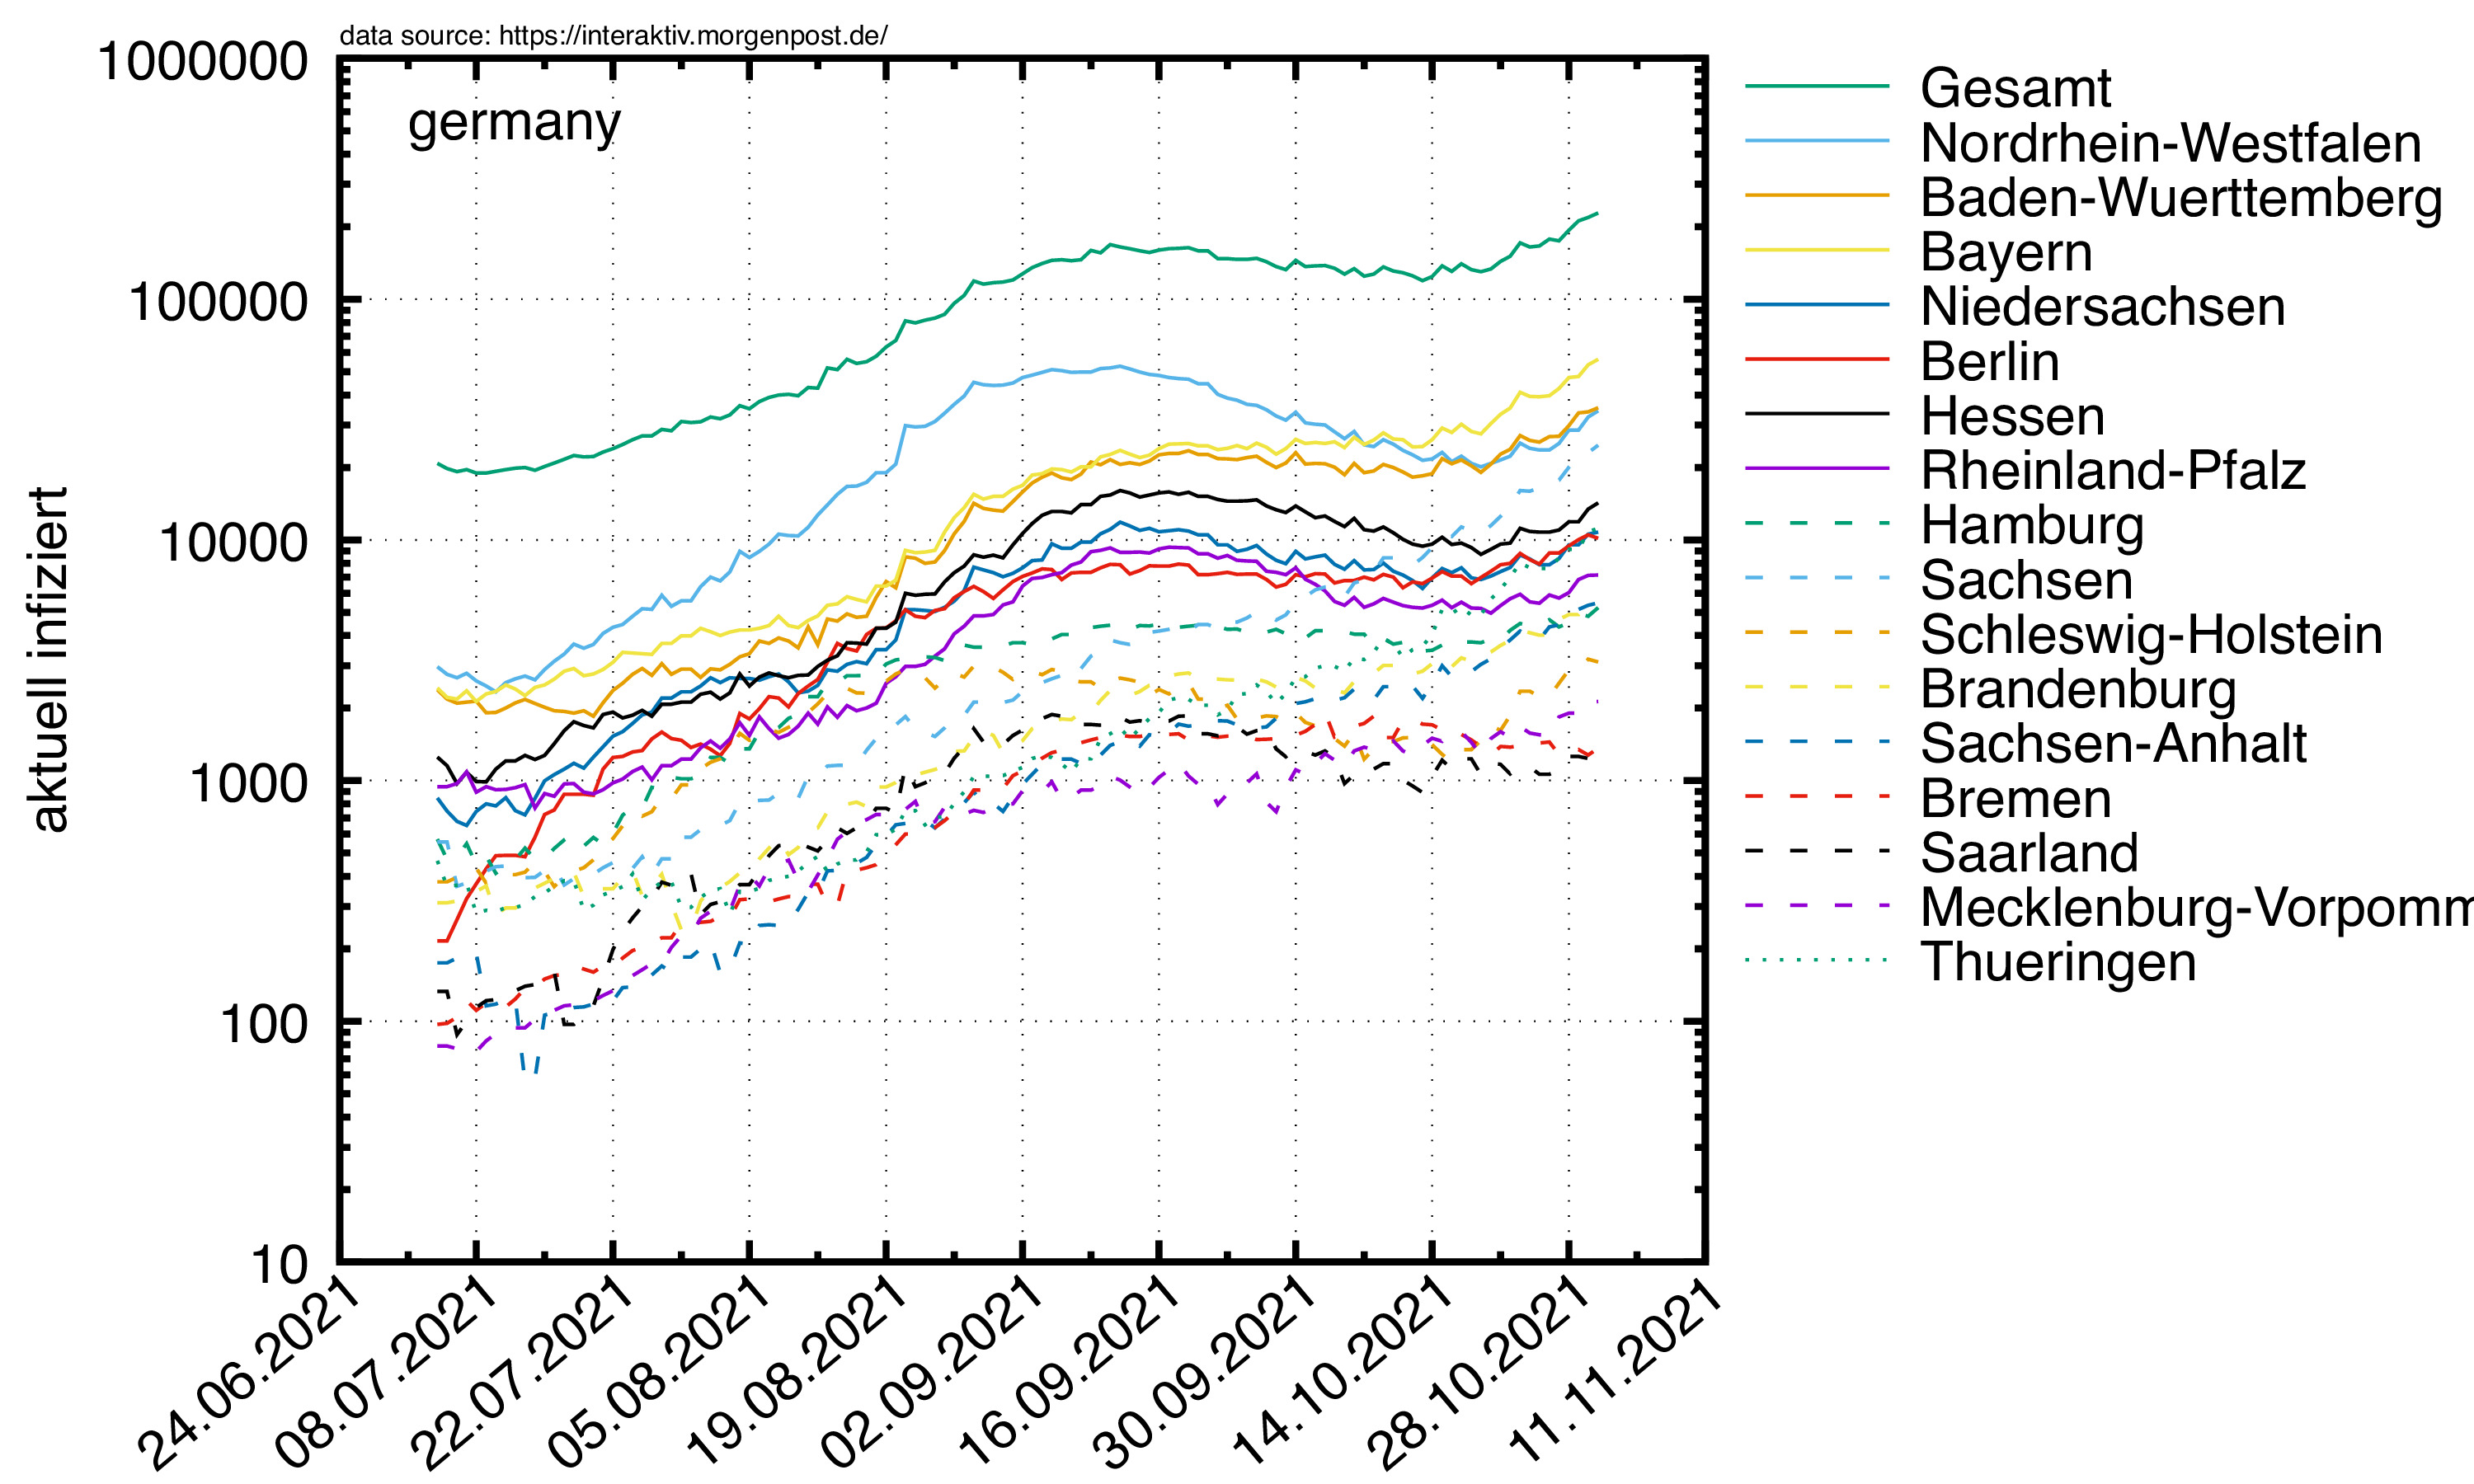 data source: https://interaktiv.morgenpost.de/
germany
aktuell infiziert
1000000
100000
10000
1000
100
10
24.06.2021
08.07.2021
22.07.2021
05.08.2021
19.08.2021
02.09.2021
16.09.2021
30.09.2021
14.10.2021
28.10.2021
11.11.2021
Gesamt
Nordrhein-Westfalen
Baden-Wuerttemberg
Bayern
Niedersachsen
Berlin
Hessen
Rheinland-Pfalz
Hamburg
Sachsen
Schleswig-Holstein
Brandenburg
Sachsen-Anhalt
Bremen
Saarland
Mecklenburg-Vorpomm
Thueringen